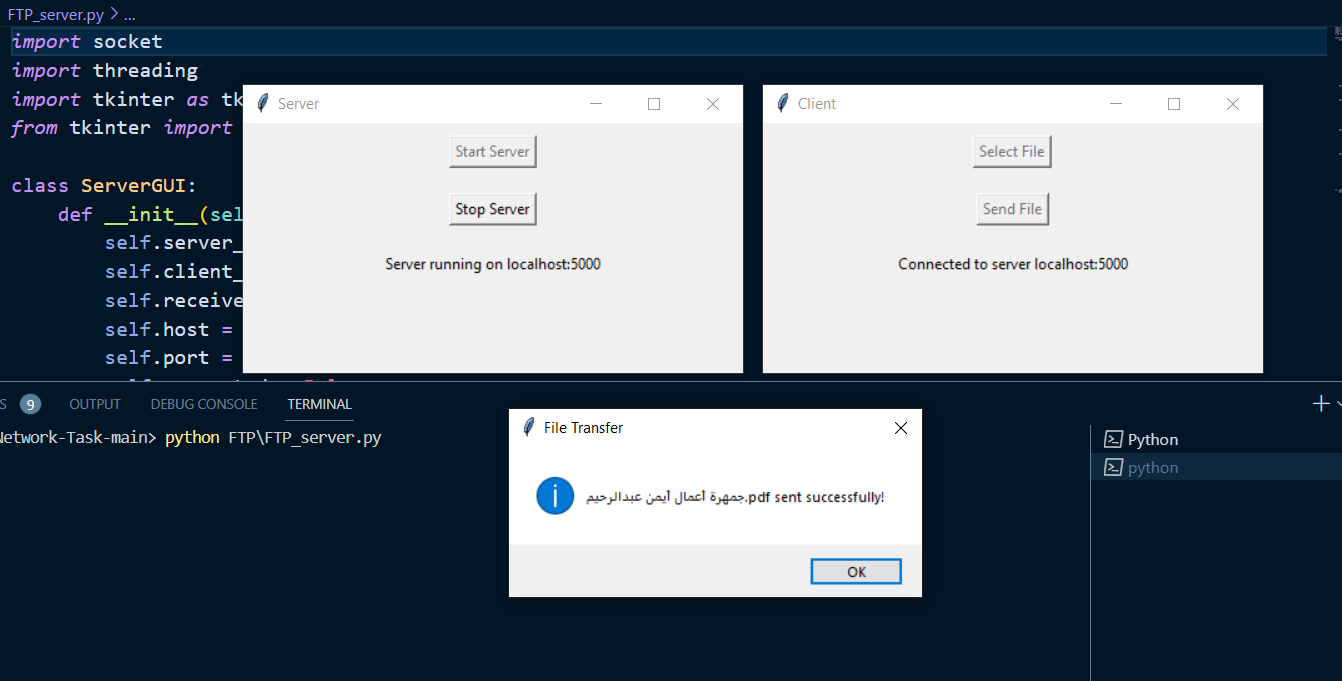 FTP_server.py > ...
import socket
import threading
import tkinter as tk
from tkinter import
class ServerGUI:
def __init__(sel
self.server_
self.client_
self.receive
self.host =
self.port =
Server
Start Server
Stop Server
Server running on localhost:5000
Client
Select File
Send File
Connected to server localhost:5000
S 9 OUTPUT DEBUG CONSOLE TERMINAL
Network-Task-main> python FTP\FTP_server.py
Python
python
File Transfer
جمهرة أعمال أيمن عبدالرحيم.pdf sent successfully!
OK